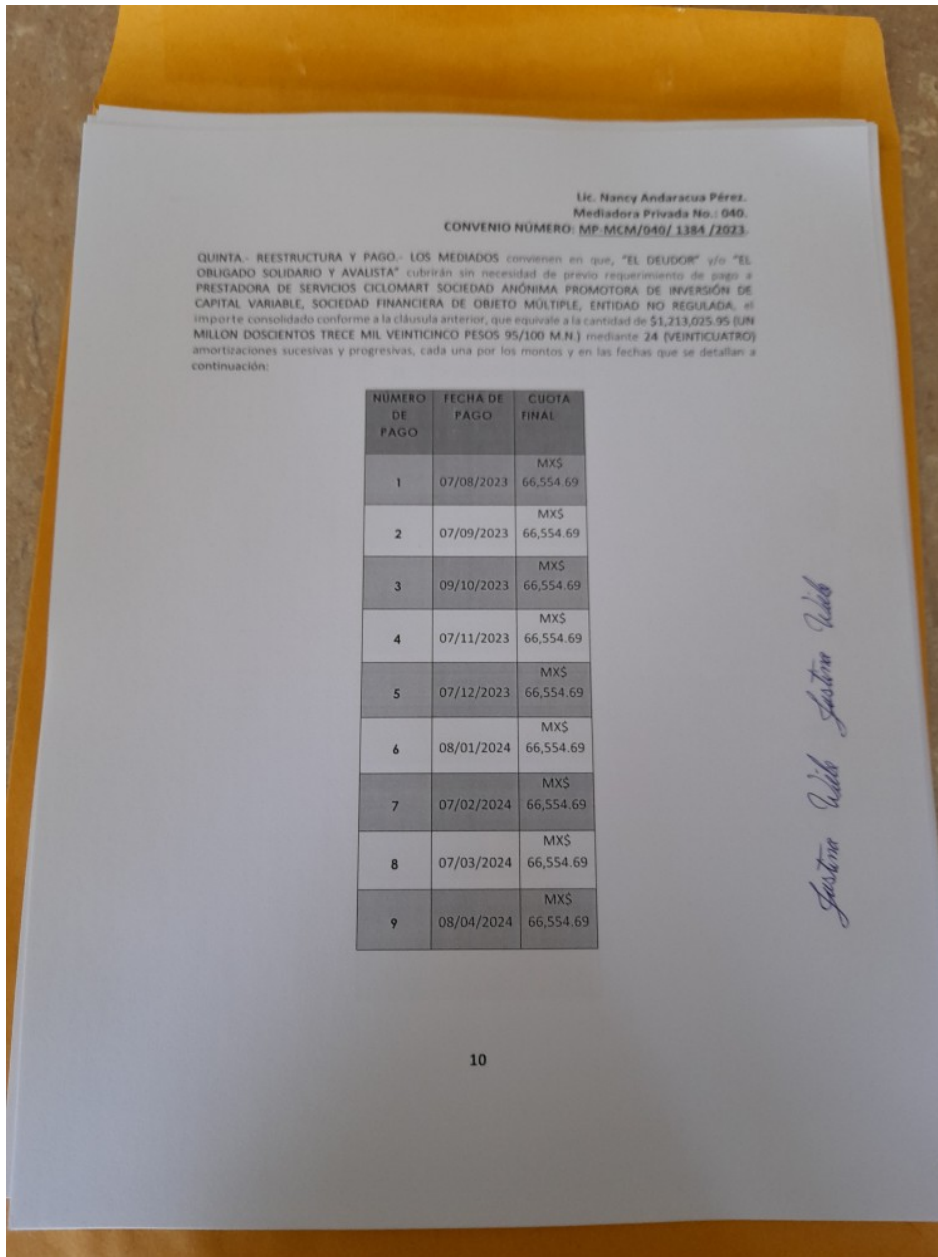 Lic. Nancy Andaracua Pérez.
Mediadora Privada No.: 040.
CONVENIO NÚMERO: MP-MCM/040/ 1384 /2023.
QUINTA.- REESTRUCTURA Y PAGO.- LOS MEDIADOS convienen en que, "EL DEUDOR" y/o "EL
OBLIGADO SOLIDARIO Y AVALISTA" cubrirán sin necesidad de previo requerimiento de pago a
PRESTADORA DE SERVICIOS CICLOMART SOCIEDAD ANÓNIMA PROMOTORA DE INVERSIÓN DE
CAPITAL VARIABLE, SOCIEDAD FINANCIERA DE OBJETO MÚLTIPLE, ENTIDAD NO REGULADA, el
importe consolidado conforme a la cláusula anterior, que equivale a la cantidad de $1,213,025.95 (UN
MILLON DOSCIENTOS TRECE MIL VEINTICINCO PESOS 95/100 M.N.) mediante 24 (VEINTICUATRO)
amortizaciones sucesivas y progresivas, cada una por los montos y en las fechas que se detallan a
continuación:
NÚMERO DE PAGO FECHA DE PAGO CUOTA FINAL
1 07/08/2023 MX$ 66,554.69
2 07/09/2023 MX$ 66,554.69
3 09/10/2023 MX$ 66,554.69
4 07/11/2023 MX$ 66,554.69
5 07/12/2023 MX$ 66,554.69
6 08/01/2024 MX$ 66,554.69
7 07/02/2024 MX$ 66,554.69
8 07/03/2024 MX$ 66,554.69
9 08/04/2024 MX$ 66,554.69
10